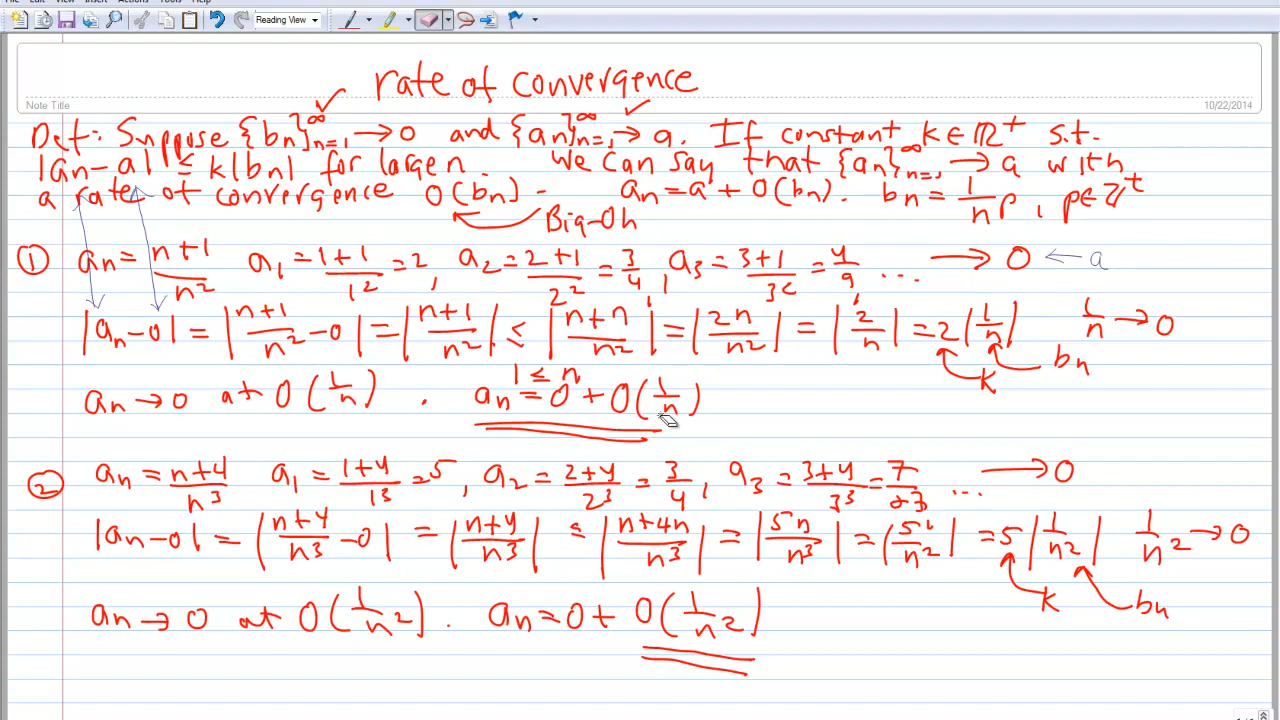 Insert Actions Tools Help
Reading View
rate of convergence
Note Title
10/22/2014
Def: Suppose {bn}∞n=1 → 0 and {an}∞n=1 → a. If constant k ∈ ℝ⁺ s.t.
|an - a| ≤ k|bn| for large n. We can say that {an}∞n=1 → a with
a rate of convergence O(bn). an = a + O(bn). bn = 1/n^p, p ∈ ℤ⁺
Big-Oh
① an = n+1/n² a1 = 1+1/1² = 2, a2 = 2+1/2² = 3/4, a3 = 3+1/3² = 4/9 ... → 0 ← a
|an - 0| = |n+1/n² - 0| = |n+1/n²| ≤ |n+n/n²| = |2n/n²| = |2/n| = 2|1/n| 1/n → 0
1 ≤ n k bn
an → 0 at O(1/n). an = 0 + O(1/n)
② an = n+4/n³ a1 = 1+4/1³ = 5, a2 = 2+4/2³ = 3/4, a3 = 3+4/3³ = 7/27 ... → 0
|an - 0| = |n+4/n³ - 0| = |n+4/n³| ≤ |n+4n/n³| = |5n/n³| = |5/n²| = 5|1/n²| 1/n² → 0
k bn
an → 0 at O(1/n²). an = 0 + O(1/n²)